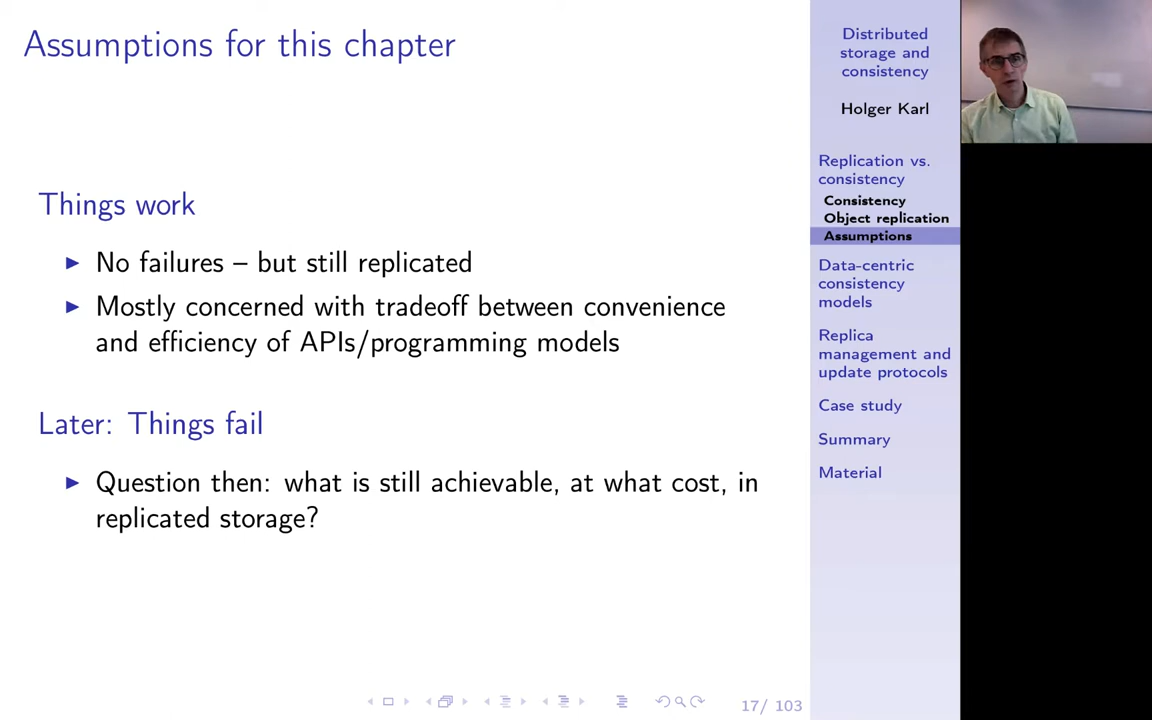 Assumptions for this chapter
Things work
No failures – but still replicated
Mostly concerned with tradeoff between convenience
and efficiency of APIs/programming models
Later: Things fail
Question then: what is still achievable, at what cost, in
replicated storage?
17/ 103
Distributed
storage and
consistency
Holger Karl
Replication vs.
consistency
Consistency
Object replication
Assumptions
Data-centric
consistency
models
Replica
management and
update protocols
Case study
Summary
Material